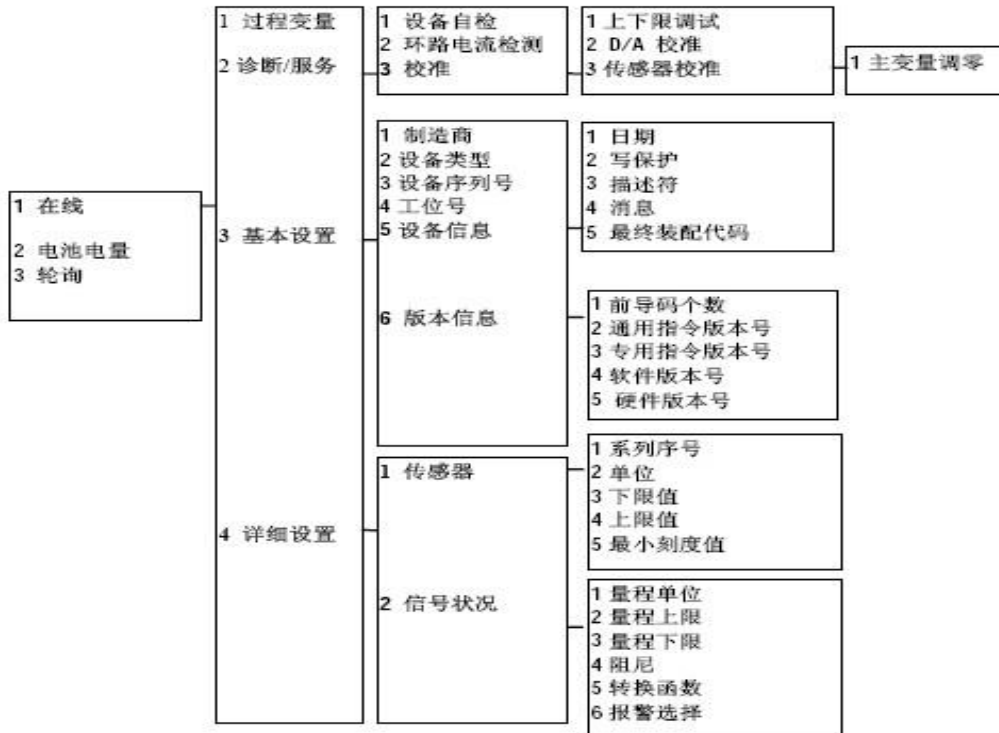 1 在线
2 电池电量
3 轮询
1 过程变量
2 诊断/服务
3 基本设置
4 详细设置
1 设备自检
2 环路电流检测
3 校准
1 上下限调试
2 D/A 校准
3 传感器校准
1 主变量调零
1 制造商
2 设备类型
3 设备序列号
4 工位号
5 设备信息
6 版本信息
1 日期
2 写保护
3 描述符
4 消息
5 最终装配代码
1 前导码个数
2 通用指令版本号
3 专用指令版本号
4 软件版本号
5 硬件版本号
1 传感器
2 信号状况
1 系列序号
2 单位
3 下限值
4 上限值
5 最小刻度值
1 量程单位
2 量程上限
3 量程下限
4 阻尼
5 转换函数
6 报警选择